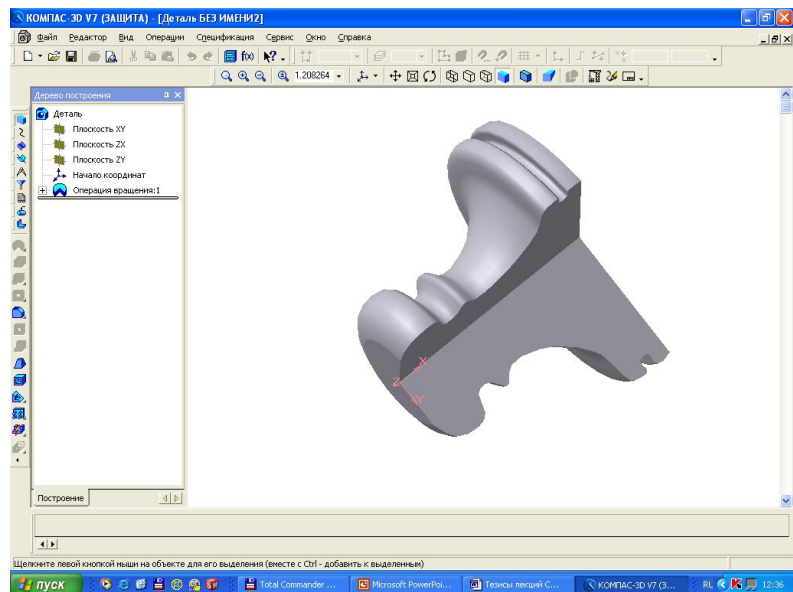 КОМПАС-3D V7 (ЗАЩИТА) - [Деталь БЕЗ ИМЕНИ2]
Файл Редактор Вид Операции Спецификация Сервис Окно Справка
f(x)
1.208264
Дерево построения
Деталь
Плоскость XY
Плоскость ZX
Плоскость ZY
Начало координат
Операция вращения:1
X
Z
Y
Построение
Щелкните левой кнопкой мыши на объекте для его выделения (вместе с Ctrl - добавить к выделенным)
пуск Total Commander ... Microsoft PowerPoi... Тезисы лекций С... КОМПАС-3D V7 (З... RL 12:36